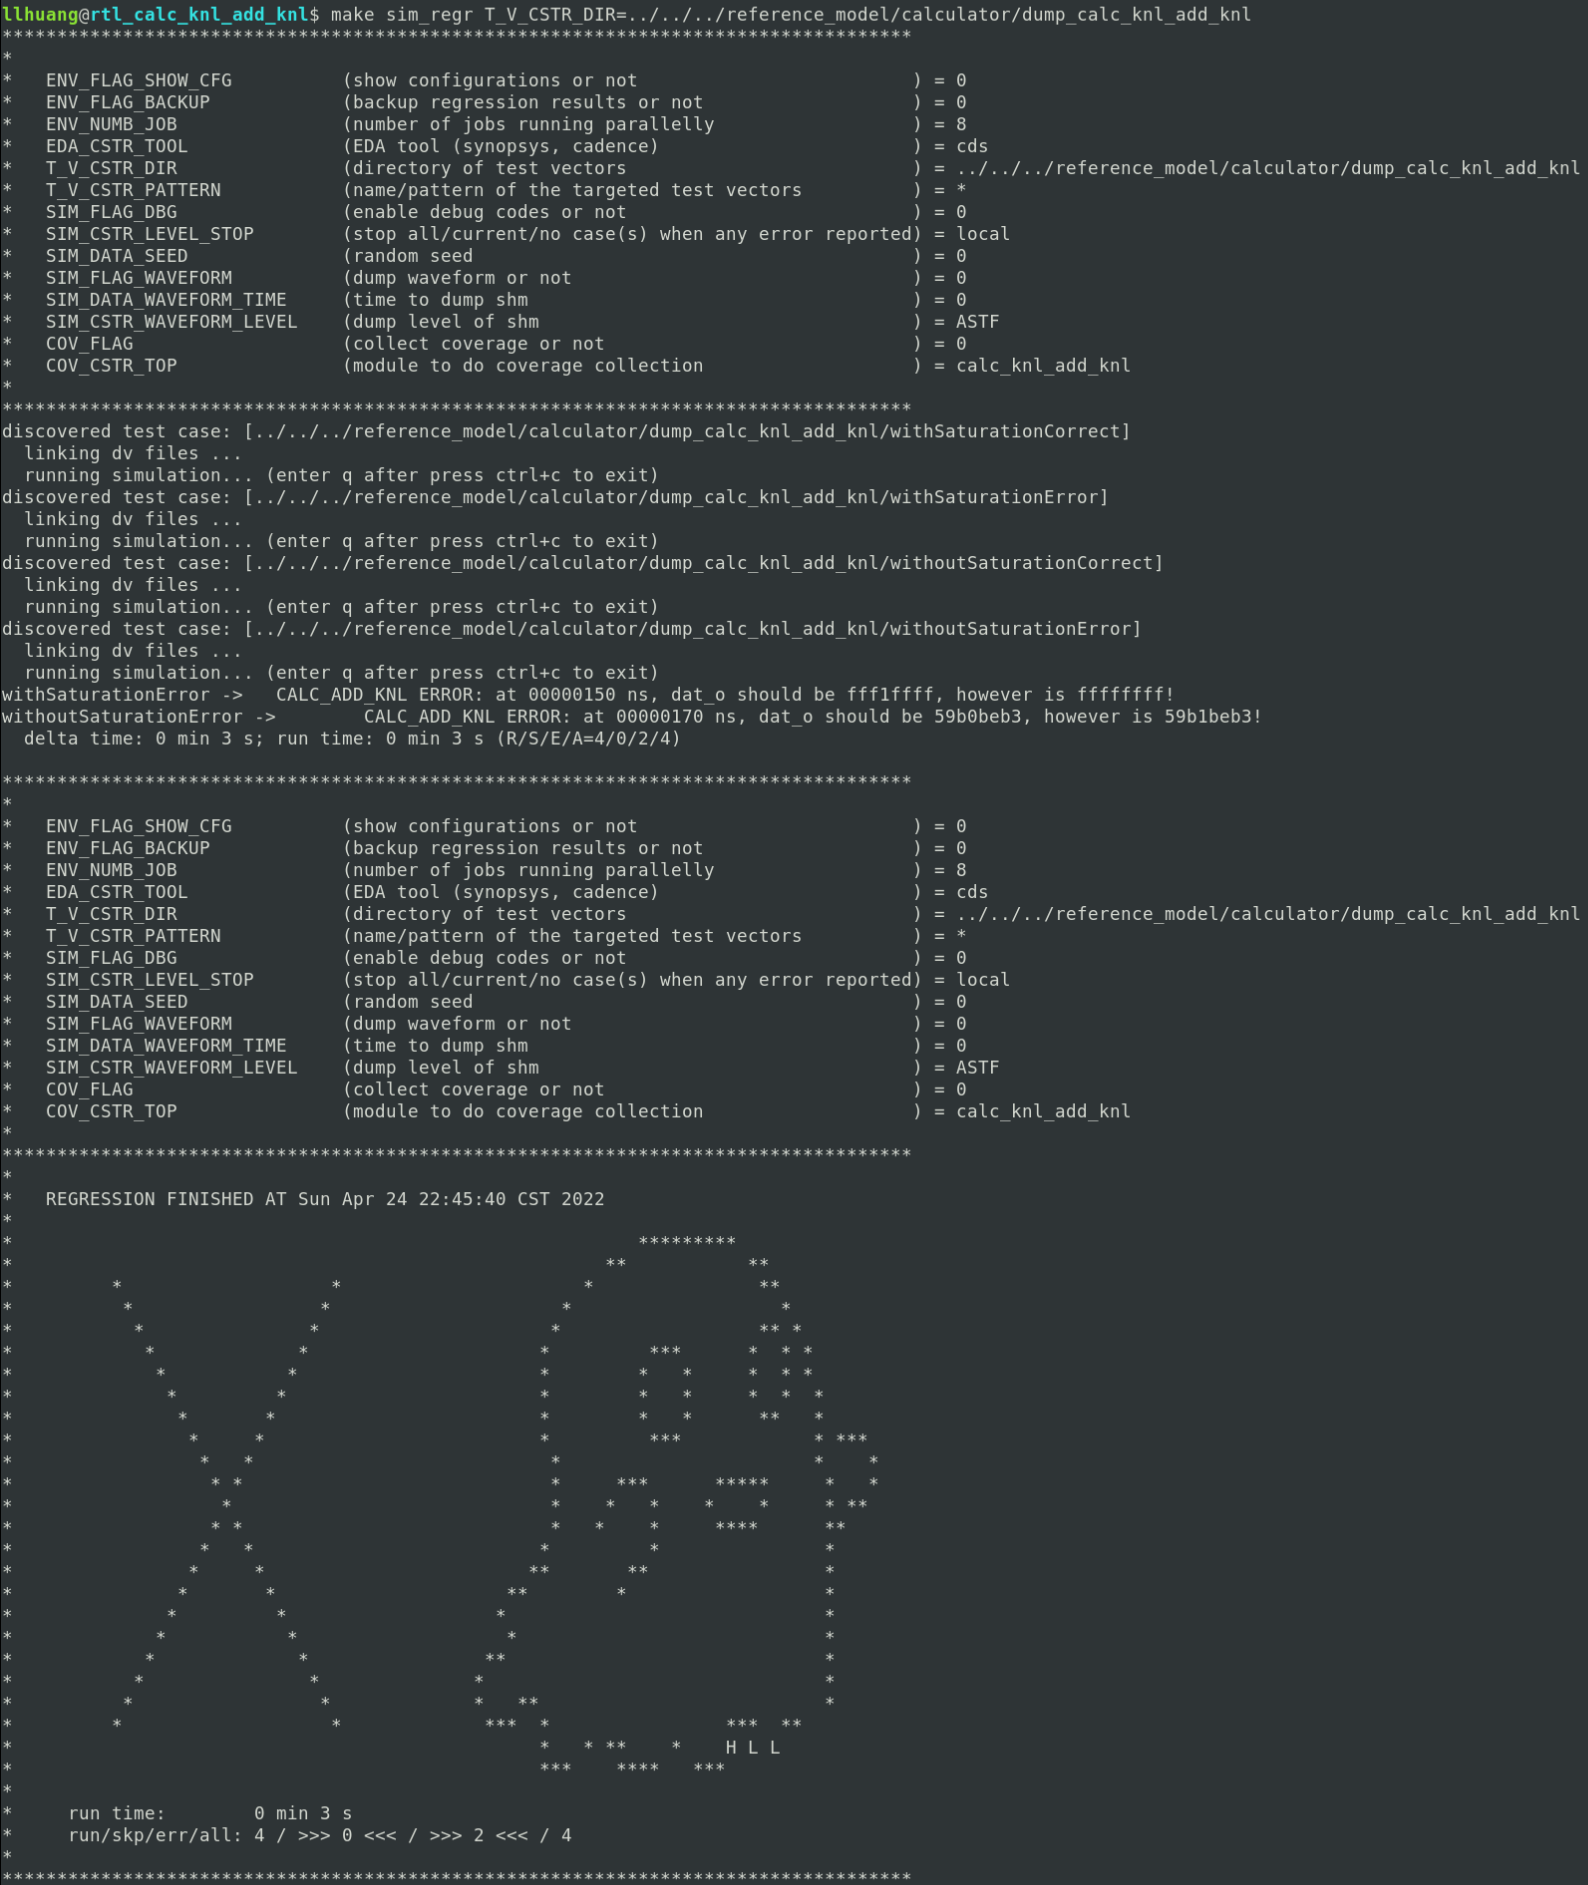 llhuang@rtl_calc_knl_add_knl$ make sim_regr T_V_CSTR_DIR=../../../reference_model/calculator/dump_calc_knl_add_knl
***********************************************************************************
*
*   ENV_FLAG_SHOW_CFG          (show configurations or not                         ) = 0
*   ENV_FLAG_BACKUP            (backup regression results or not                   ) = 0
*   ENV_NUMB_JOB               (number of jobs running parallelly                  ) = 8
*   EDA_CSTR_TOOL              (EDA tool (synopsys, cadence)                       ) = cds
*   T_V_CSTR_DIR               (directory of test vectors                          ) = ../../../reference_model/calculator/dump_calc_knl_add_knl
*   T_V_CSTR_PATTERN           (name/pattern of the targeted test vectors          ) = *
*   SIM_FLAG_DBG               (enable debug codes or not                          ) = 0
*   SIM_CSTR_LEVEL_STOP        (stop all/current/no case(s) when any error reported) = local
*   SIM_DATA_SEED              (random seed                                        ) = 0
*   SIM_FLAG_WAVEFORM          (dump waveform or not                               ) = 0
*   SIM_DATA_WAVEFORM_TIME     (time to dump shm                                   ) = 0
*   SIM_CSTR_WAVEFORM_LEVEL    (dump level of shm                                  ) = ASTF
*   COV_FLAG                   (collect coverage or not                            ) = 0
*   COV_CSTR_TOP               (module to do coverage collection                   ) = calc_knl_add_knl
*
***********************************************************************************
discovered test case: [../../../reference_model/calculator/dump_calc_knl_add_knl/withSaturationCorrect]
  linking dv files ...
  running simulation... (enter q after press ctrl+c to exit)
discovered test case: [../../../reference_model/calculator/dump_calc_knl_add_knl/withSaturationError]
  linking dv files ...
  running simulation... (enter q after press ctrl+c to exit)
discovered test case: [../../../reference_model/calculator/dump_calc_knl_add_knl/withoutSaturationCorrect]
  linking dv files ...
  running simulation... (enter q after press ctrl+c to exit)
discovered test case: [../../../reference_model/calculator/dump_calc_knl_add_knl/withoutSaturationError]
  linking dv files ...
  running simulation... (enter q after press ctrl+c to exit)
withSaturationError ->   CALC_ADD_KNL ERROR: at 00000150 ns, dat_o should be fff1ffff, however is ffffffff!
withoutSaturationError ->        CALC_ADD_KNL ERROR: at 00000170 ns, dat_o should be 59b0beb3, however is 59b1beb3!
  delta time: 0 min 3 s; run time: 0 min 3 s (R/S/E/A=4/0/2/4)
***********************************************************************************
*
*   ENV_FLAG_SHOW_CFG          (show configurations or not                         ) = 0
*   ENV_FLAG_BACKUP            (backup regression results or not                   ) = 0
*   ENV_NUMB_JOB               (number of jobs running parallelly                  ) = 8
*   EDA_CSTR_TOOL              (EDA tool (synopsys, cadence)                       ) = cds
*   T_V_CSTR_DIR               (directory of test vectors                          ) = ../../../reference_model/calculator/dump_calc_knl_add_knl
*   T_V_CSTR_PATTERN           (name/pattern of the targeted test vectors          ) = *
*   SIM_FLAG_DBG               (enable debug codes or not                          ) = 0
*   SIM_CSTR_LEVEL_STOP        (stop all/current/no case(s) when any error reported) = local
*   SIM_DATA_SEED              (random seed                                        ) = 0
*   SIM_FLAG_WAVEFORM          (dump waveform or not                               ) = 0
*   SIM_DATA_WAVEFORM_TIME     (time to dump shm                                   ) = 0
*   SIM_CSTR_WAVEFORM_LEVEL    (dump level of shm                                  ) = ASTF
*   COV_FLAG                   (collect coverage or not                            ) = 0
*   COV_CSTR_TOP               (module to do coverage collection                   ) = calc_knl_add_knl
*
***********************************************************************************
*
*   REGRESSION FINISHED AT Sun Apr 24 22:45:40 CST 2022
*
H L L
*
*     run time:        0 min 3 s
*     run/skp/err/all: 4 / >>> 0 <<< / >>> 2 <<< / 4
*
***********************************************************************************